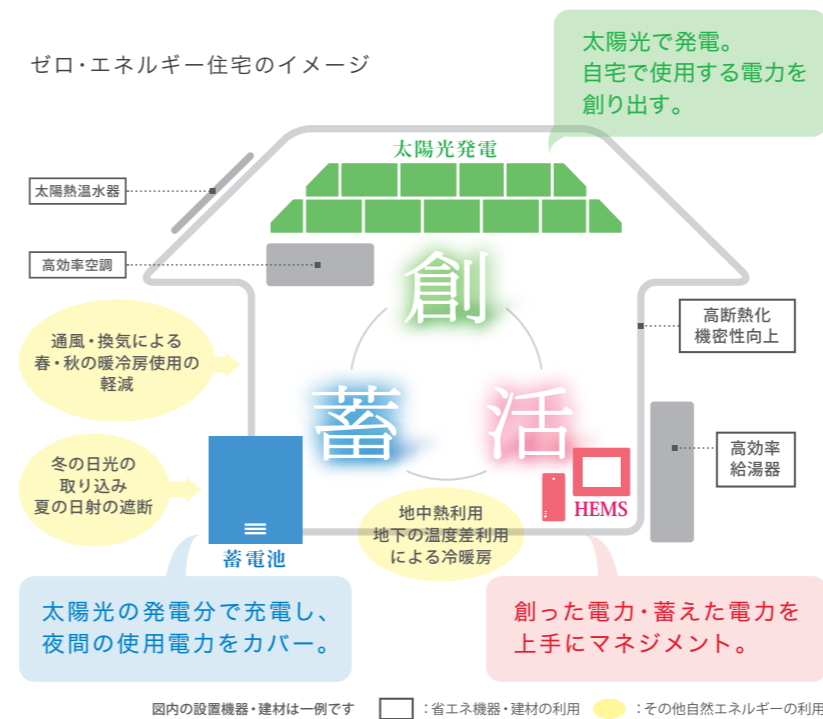 ゼロ・エネルギー住宅のイメージ
太陽光で発電。
自宅で使用する電力を
創り出す。
太陽光発電
太陽熱温水器
高効率空調
創
高断熱化
機密性向上
通風・換気による
春・秋の暖冷房使用の
軽減
蓄
活
冬の日光の
取り込み
夏の日射の遮断
高効率
給湯器
地中熱利用
地下の温度差利用
による冷暖房
HEMS
蓄電池
太陽光の発電分で充電し、
夜間の使用電力をカバー。
創った電力・蓄えた電力を
上手にマネジメント。
図内の設置機器・建材は一例です
：省エネ機器・建材の利用
：その他自然エネルギーの利用